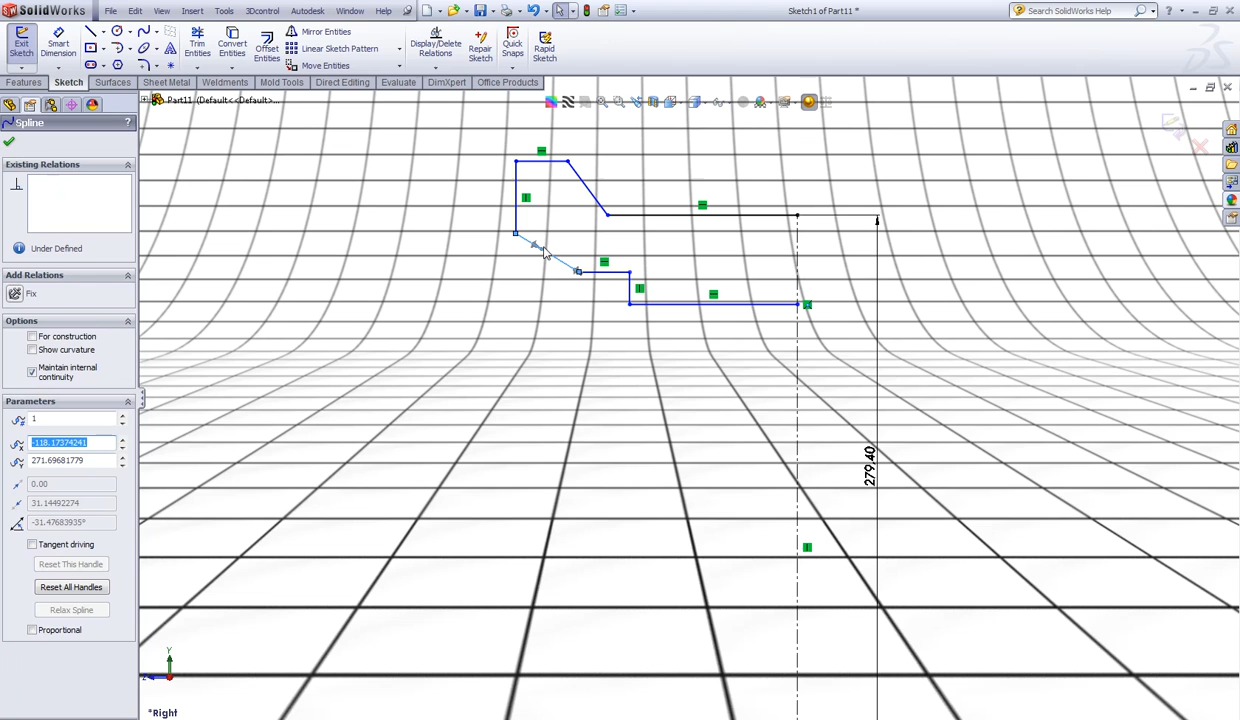 SolidWorks File Edit View Insert Tools 3Dcontrol Autodesk Window PhotoWorks Help Sketch1 of Part11 * Search SolidWorks Help
Exit Sketch
Smart Dimension
Trim Entities
Convert Entities
Offset Entities
Mirror Entities
Linear Sketch Pattern
Move Entities
Display/Delete Relations
Repair Sketch
Quick Snaps
Rapid Sketch
Features Sketch Surfaces Sheet Metal Weldments Mold Tools Direct Editing Evaluate DimXpert Office Products
Part11 (Default<<Default>...
Spline ?
Existing Relations
Under Defined
Add Relations
Fix
Options
For construction
Show curvature
Maintain internal
continuity
Parameters
1
-118.17374241
271.69681779
0.00
31.14492274
-31.47683935°
Tangent driving
Reset This Handle
Reset All Handles
Relax Spline
Proportional
279,40
Y
Z
*Right